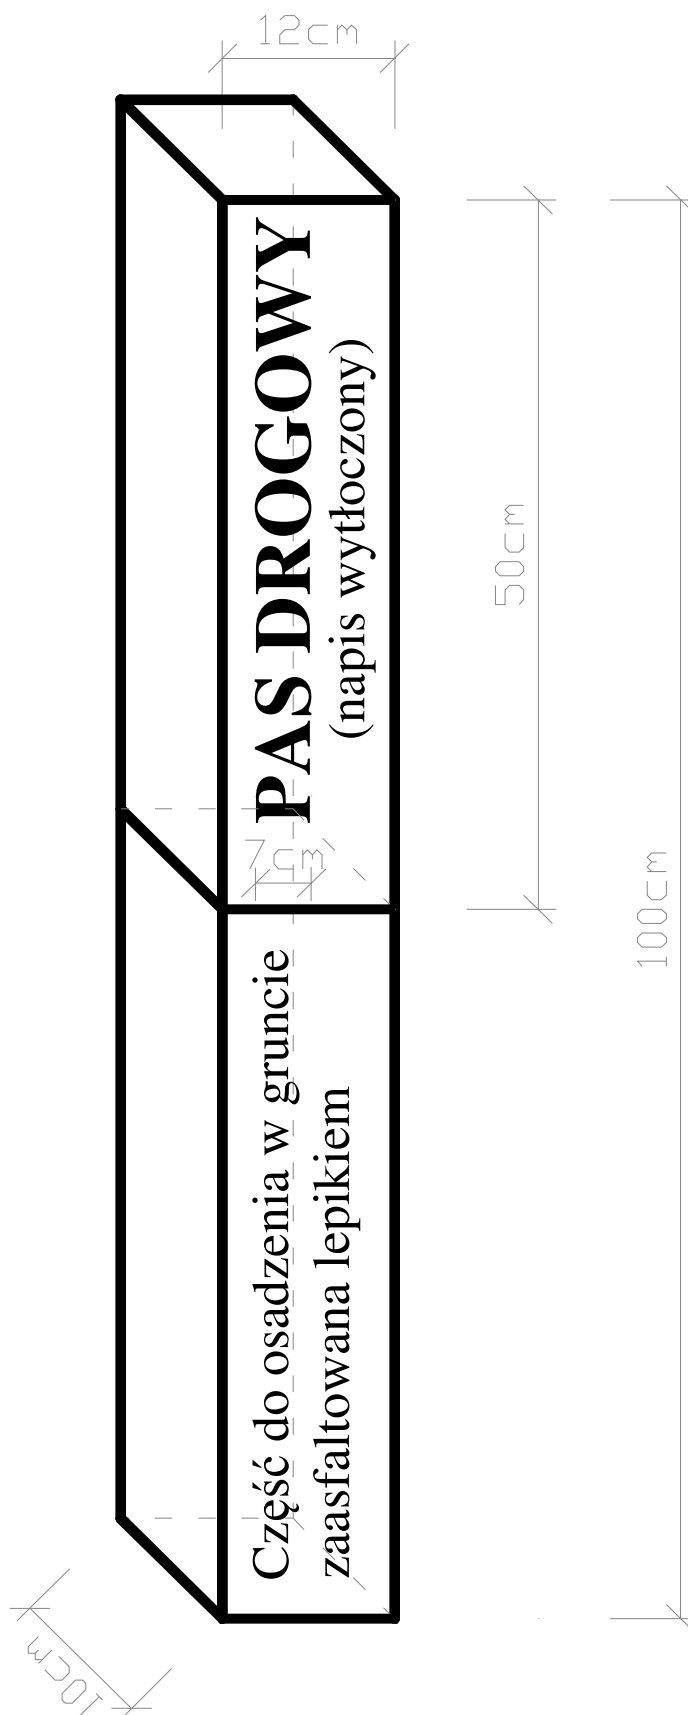 12cm
PAS DROGOWY
(napis wytłoczony)
50cm
7cm
100cm
Część do osadzenia w gruncie
zaasfaltowana lepikiem
10cm